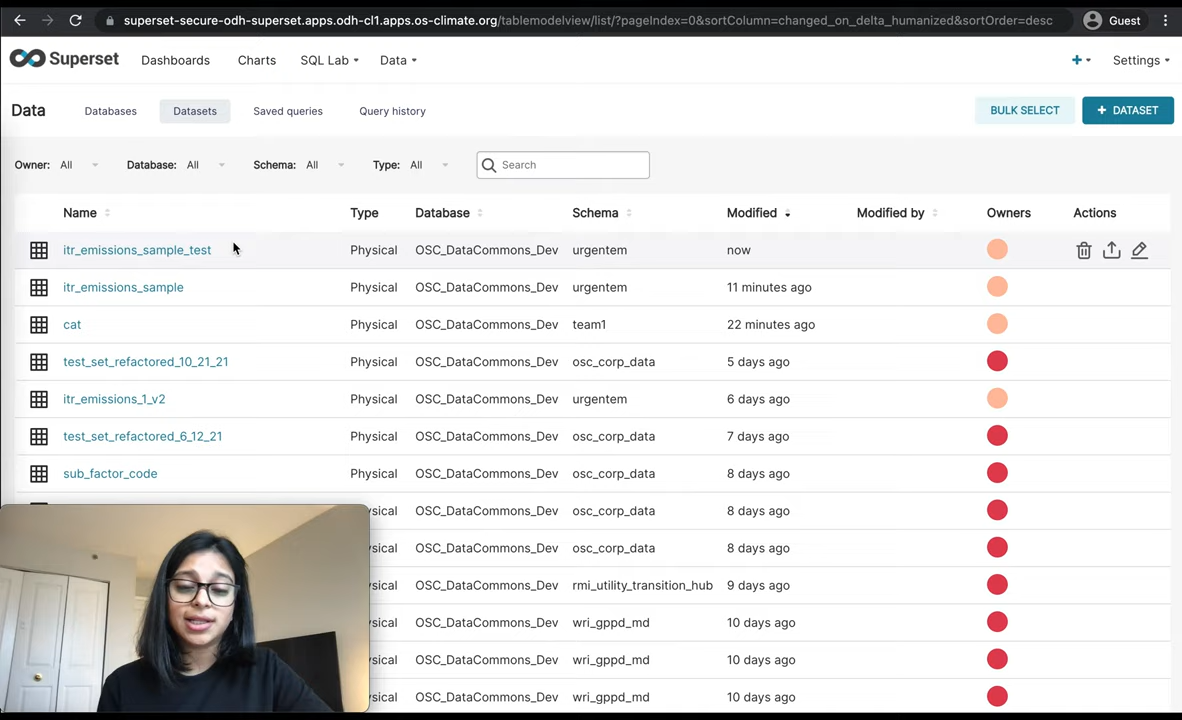 superset-secure-odh-superset.apps.odh-cl1.apps.os-climate.org/tablemodelview/list/?pageIndex=0&sortColumn=changed_on_delta_humanized&sortOrder=desc Guest
Superset Dashboards Charts SQL Lab Data + Settings
Data Databases Datasets Saved queries Query history BULK SELECT + DATASET
Owner: All Database: All Schema: All Type: All Search
Name Type Database Schema Modified Modified by Owners Actions
itr_emissions_sample_test Physical OSC_DataCommons_Dev urgentem now
itr_emissions_sample Physical OSC_DataCommons_Dev urgentem 11 minutes ago
cat Physical OSC_DataCommons_Dev team1 22 minutes ago
test_set_refactored_10_21_21 Physical OSC_DataCommons_Dev osc_corp_data 5 days ago
itr_emissions_1_v2 Physical OSC_DataCommons_Dev urgentem 6 days ago
test_set_refactored_6_12_21 Physical OSC_DataCommons_Dev osc_corp_data 7 days ago
sub_factor_code Physical OSC_DataCommons_Dev osc_corp_data 8 days ago
sical OSC_DataCommons_Dev osc_corp_data 8 days ago
sical OSC_DataCommons_Dev osc_corp_data 8 days ago
sical OSC_DataCommons_Dev rmi_utility_transition_hub 9 days ago
sical OSC_DataCommons_Dev wri_gppd_md 10 days ago
sical OSC_DataCommons_Dev wri_gppd_md 10 days ago
sical OSC_DataCommons_Dev wri_gppd_md 10 days ago